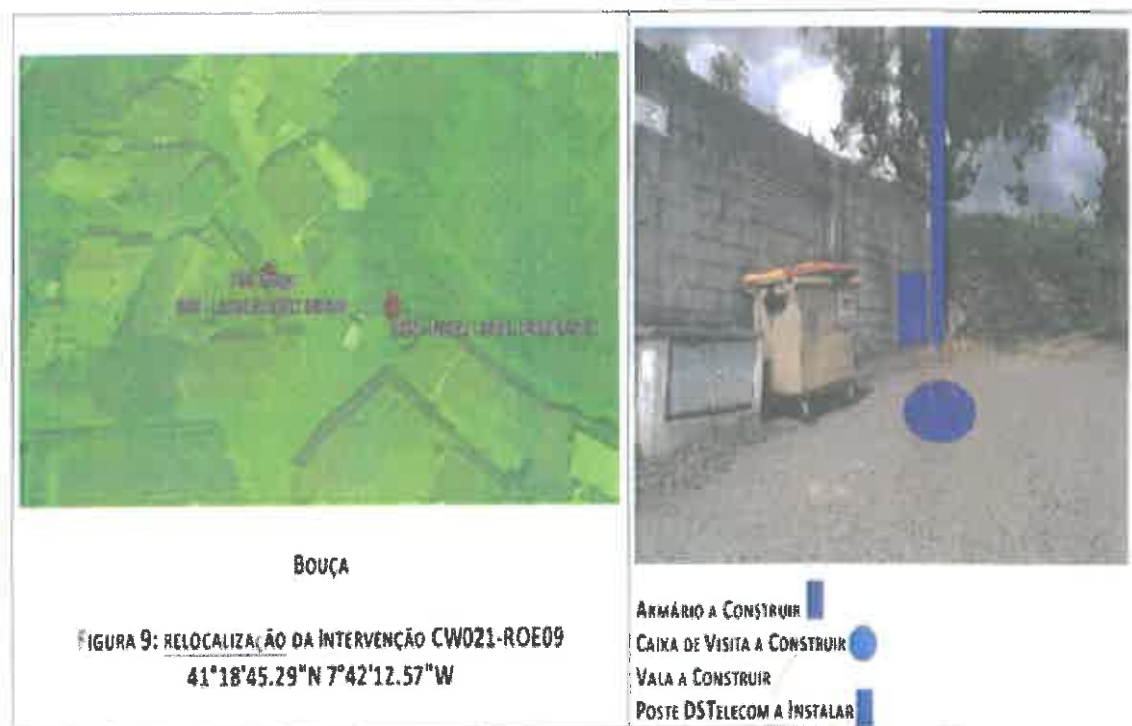 BOUÇA
FIGURA 9: RELOCALIZAÇÃO DA INTERVENÇÃO CW021-ROE09
41°18'45.29"N 7°42'12.57"W
ARMÁRIO A CONSTRUIR
CAIXA DE VISITA A CONSTRUIR
VALA A CONSTRUIR
POSTE DSTELECOM A INSTALAR